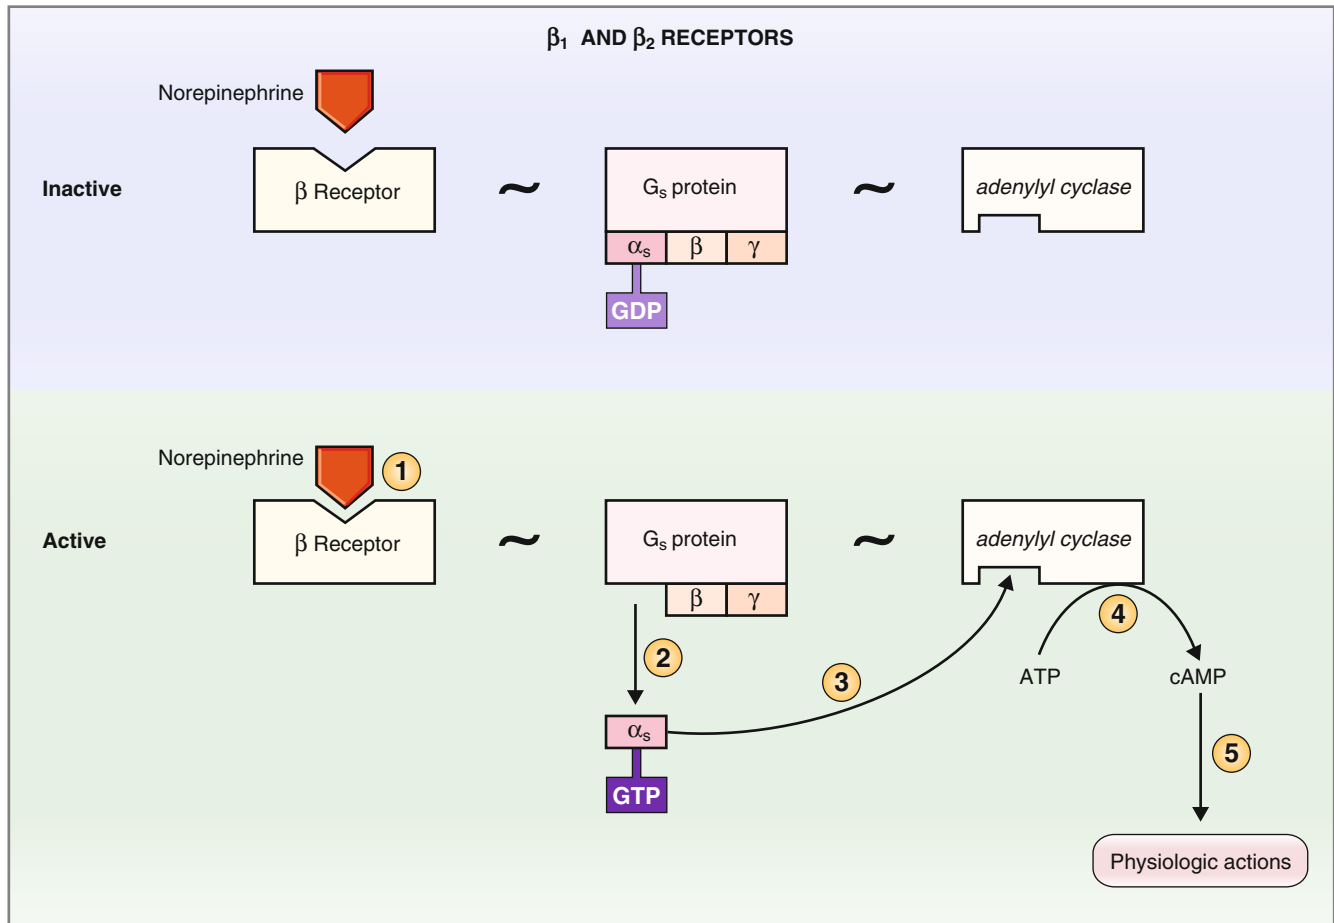 β₁ AND β₂ RECEPTORS
Norepinephrine
Inactive
β Receptor
~
Gₛ protein
~
adenylyl cyclase
αₛ β γ
GDP
Norepinephrine
1
Active
β Receptor
~
Gₛ protein
~
adenylyl cyclase
β γ
2
3
4
ATP
cAMP
αₛ
GTP
5
Physiologic actions